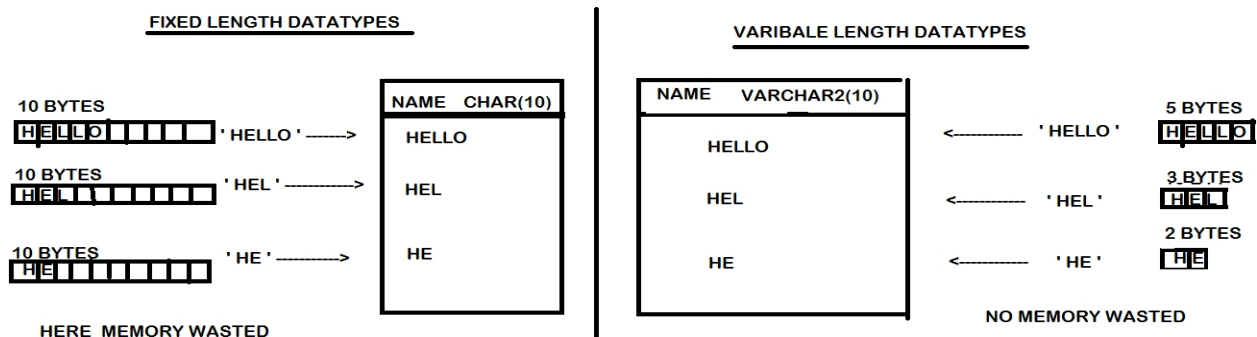 FIXED LENGTH DATATYPES
NAME CHAR(10)
10 BYTES
HELLO
' HELLO ' ------->
HELLO
10 BYTES
HEL
' HEL ' ------------>
HEL
10 BYTES
HE
' HE ' ----------->
HE
HERE MEMORY WASTED
VARIBALE LENGTH DATATYPES
NAME VARCHAR2(10)
HELLO
<------------ ' HELLO '
5 BYTES
HELLO
HEL
<------------ ' HEL '
3 BYTES
HEL
HE
<------------ ' HE '
2 BYTES
HE
NO MEMORY WASTED